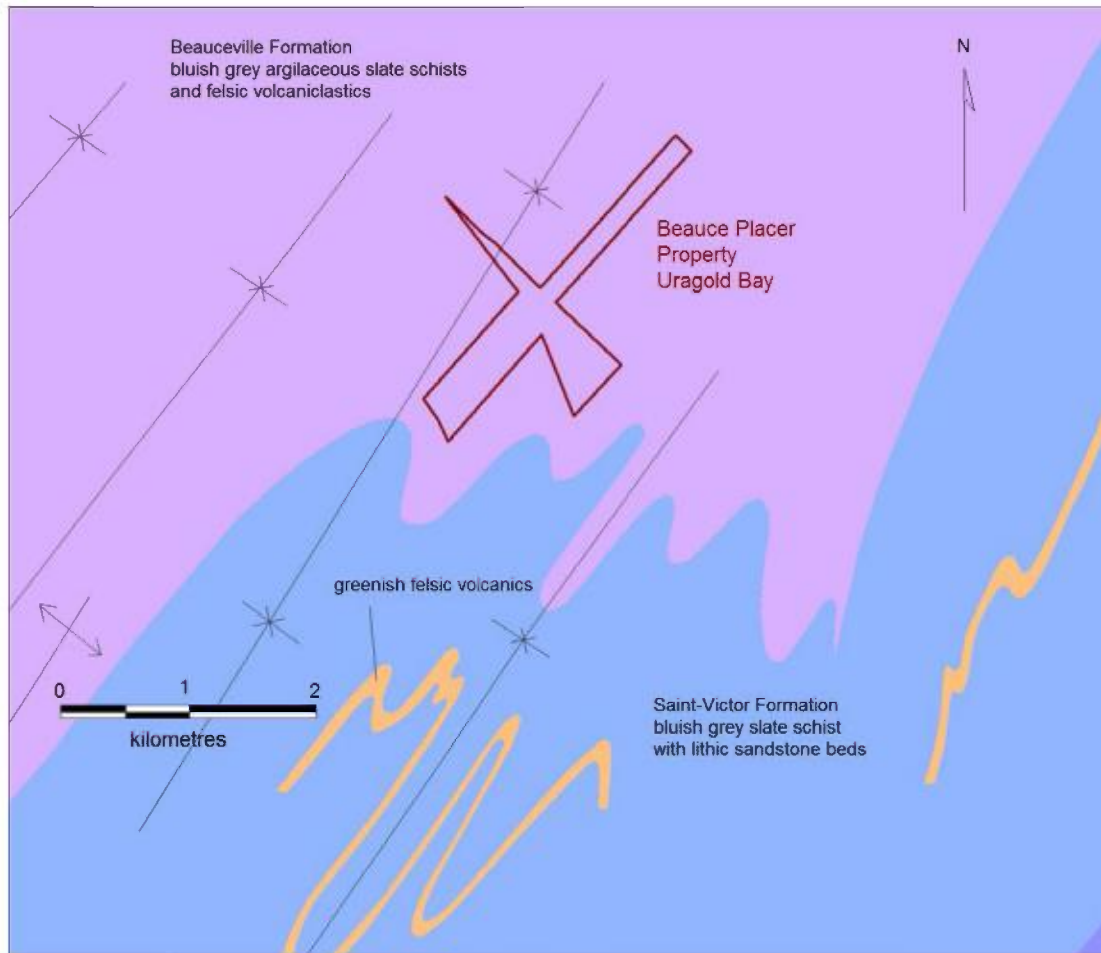 Beauceville Formation
bluish grey argilaceous slate schists
and felsic volcaniclastics
N
Beauce Placer
Property
Uragold Bay
greenish felsic volcanics
0 1 2
kilometres
Saint-Victor Formation
bluish grey slate schist
with lithic sandstone beds